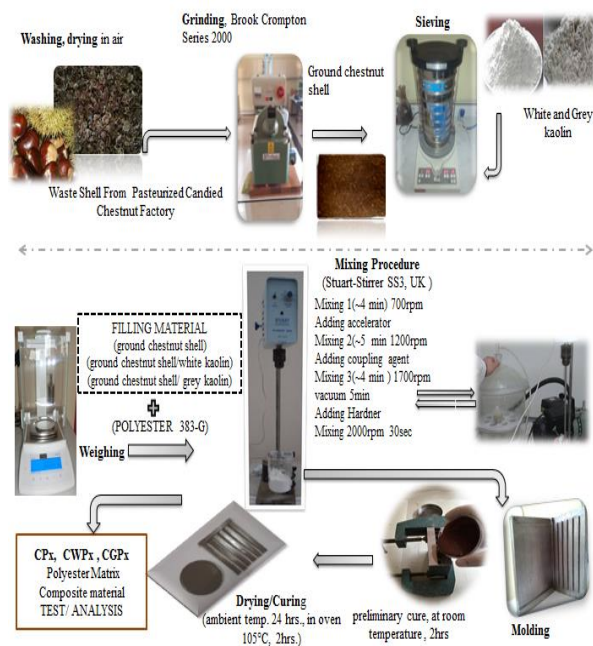 Washing, drying in air
Grinding, Brook Crompton
Series 2000
Sieving
Ground chestnut
shell
White and Grey
kaolin
Waste Shell From Pasteurized Candied
Chestnut Factory
Mixing Procedure
(Stuart-Stirrer SS3, UK )
Mixing 1(~4 min) 700rpm
Adding accelerator
Mixing 2(~5 min 1200rpm
Adding coupling agent
Mixing 3(~4 min ) 1700rpm
vacuum 5min
Adding Hardner
Mixing 2000rpm 30sec
FILLING MATERIAL
(ground chestnut shell)
(ground chestnut shell/white kaolin)
(ground chestnut shell/ grey kaolin)
(POLYESTER 383-G)
Weighing
CPx, CWPx , CGPx
Polyester Matrix
Composite material
TEST/ ANALYSIS
Drying/Curing
(ambient temp. 24 hrs., in oven
105°C, 2hrs.)
preliminary cure, at room
temperature , 2hrs
Molding